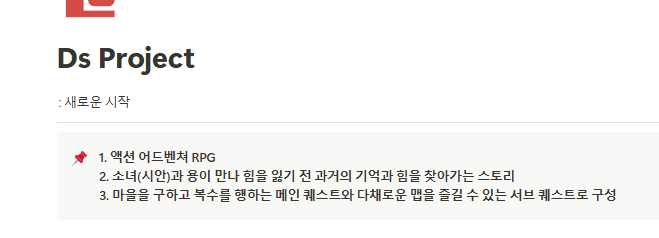 Ds Project
: 새로운 시작
1. 액션 어드벤쳐 RPG
2. 소녀(시안)과 용이 만나 힘을 잃기 전 과거의 기억과 힘을 찾아가는 스토리
3. 마을을 구하고 복수를 행하는 메인 퀘스트와 다채로운 맵을 즐길 수 있는 서브 퀘스트로 구성